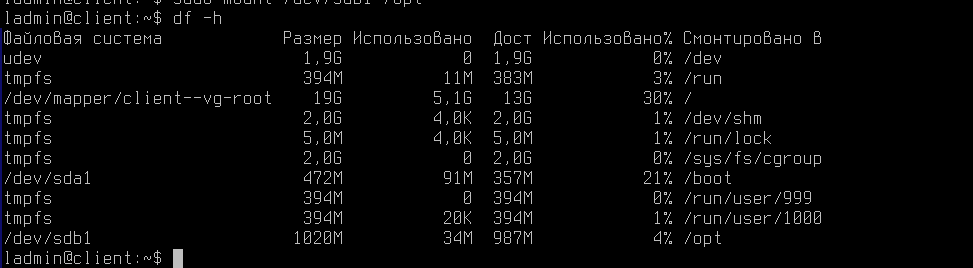 sudo mount /dev/sdb1 /opt
ladmin@client:~$ df -h
Файловая система Размер Использовано Дост Использовано% Смонтировано в
udev 1,9G 0 1,9G 0% /dev
tmpfs 394M 11M 383M 3% /run
/dev/mapper/client--vg-root 19G 5,1G 13G 30% /
tmpfs 2,0G 4,0K 2,0G 1% /dev/shm
tmpfs 5,0M 4,0K 5,0M 1% /run/lock
tmpfs 2,0G 0 2,0G 0% /sys/fs/cgroup
/dev/sda1 472M 91M 357M 21% /boot
tmpfs 394M 0 394M 0% /run/user/999
tmpfs 394M 20K 394M 1% /run/user/1000
/dev/sdb1 1020M 34M 987M 4% /opt
ladmin@client:~$